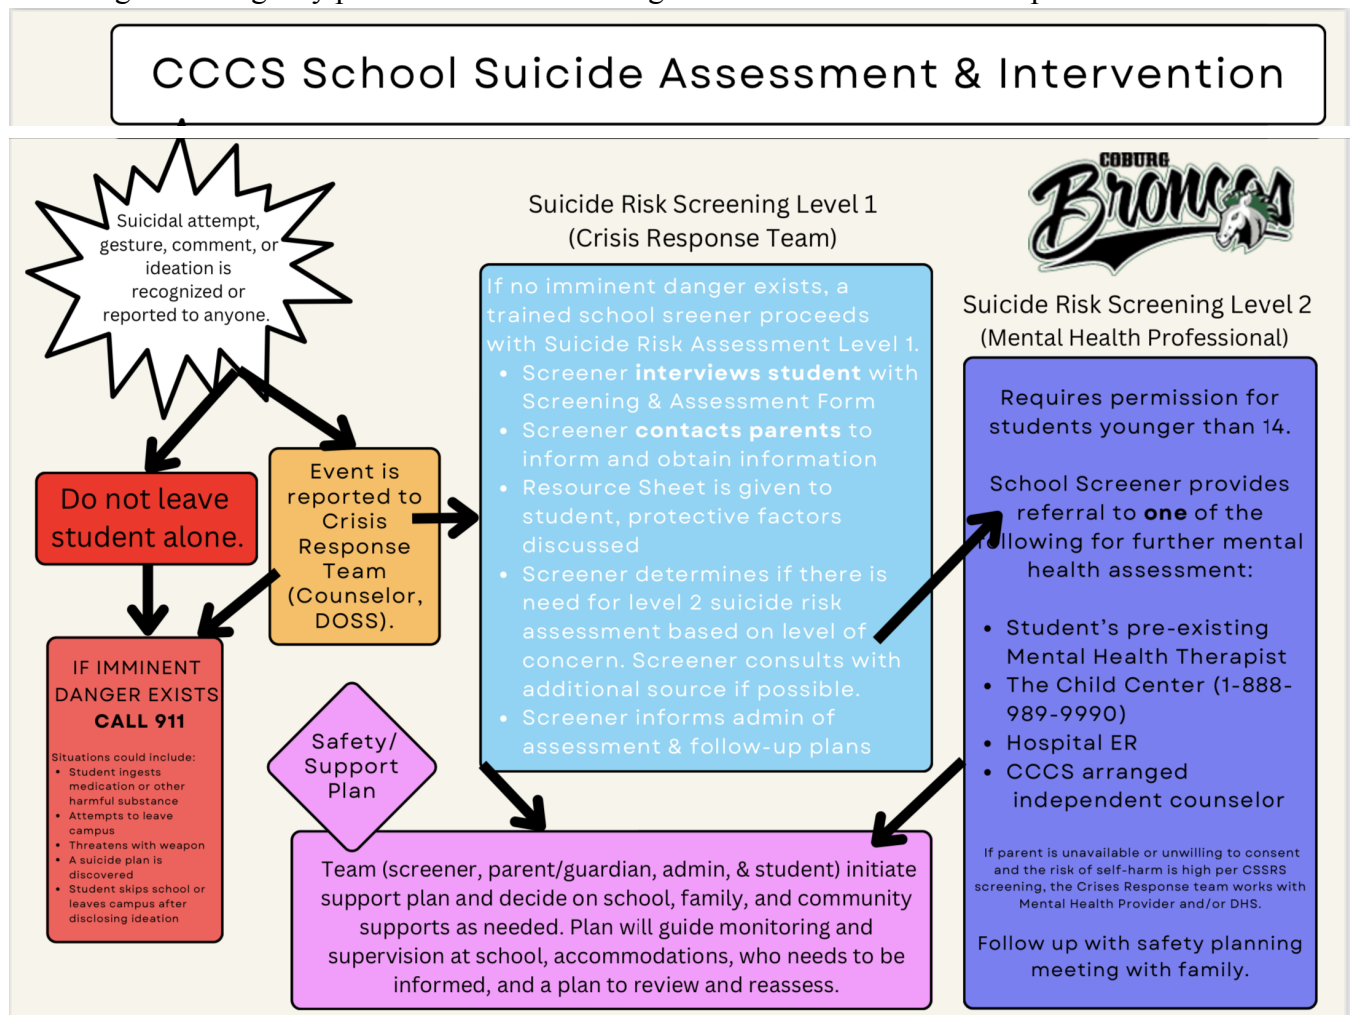 CCCS School Suicide Assessment & Intervention
COBURG
Broncos
Suicidal attempt,
gesture, comment, or
ideation is
recognized or
reported to anyone.
Do not leave
student alone.
Event is
reported to
Crisis
Response
Team
(Counselor,
DOSS).
IF IMMINENT
DANGER EXISTS
CALL 911
Situations could include:
• Student ingests
medication or other
harmful substance
• Attempts to leave
campus
• Threatens with weapon
• A suicide plan is
discovered
• Student skips school or
leaves campus after
disclosing ideation
Suicide Risk Screening Level 1
(Crisis Response Team)
If no imminent danger exists, a
trained school sreener proceeds
with Suicide Risk Assessment Level 1.
• Screener interviews student with
Screening & Assessment Form
• Screener contacts parents to
inform and obtain information
• Resource Sheet is given to
student, protective factors
discussed
• Screener determines if there is
need for level 2 suicide risk
assessment based on level of
concern. Screener consults with
additional source if possible.
• Screener informs admin of
assessment & follow-up plans
Suicide Risk Screening Level 2
(Mental Health Professional)
Requires permission for
students younger than 14.
School Screener provides
referral to one of the
following for further mental
health assessment:
• Student's pre-existing
Mental Health Therapist
• The Child Center (1-888-
989-9990)
• Hospital ER
• CCCS arranged
independent counselor
If parent is unavailable or unwilling to consent
and the risk of self-harm is high per CSSRS
screening, the Crises Response team works with
Mental Health Provider and/or DHS.
Follow up with safety planning
meeting with family.
Safety/
Support
Plan
Team (screener, parent/guardian, admin, & student) initiate
support plan and decide on school, family, and community
supports as needed. Plan will guide monitoring and
supervision at school, accommodations, who needs to be
informed, and a plan to review and reassess.